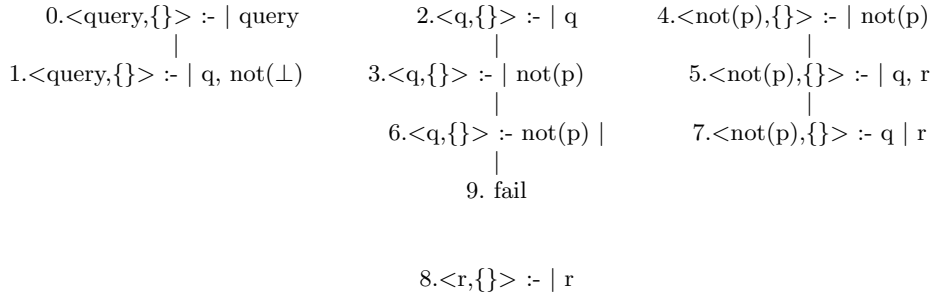 0.<query,{}> :- | query 2.<q,{}> :- | q 4.<not(p),{}> :- | not(p)
1.<query,{}> :- | q, not(⊥) 3.<q,{}> :- | not(p) 5.<not(p),{}> :- | q, r
6.<q,{}> :- not(p) | 7.<not(p),{}> :- q | r
9. fail
8.<r,{}> :- | r